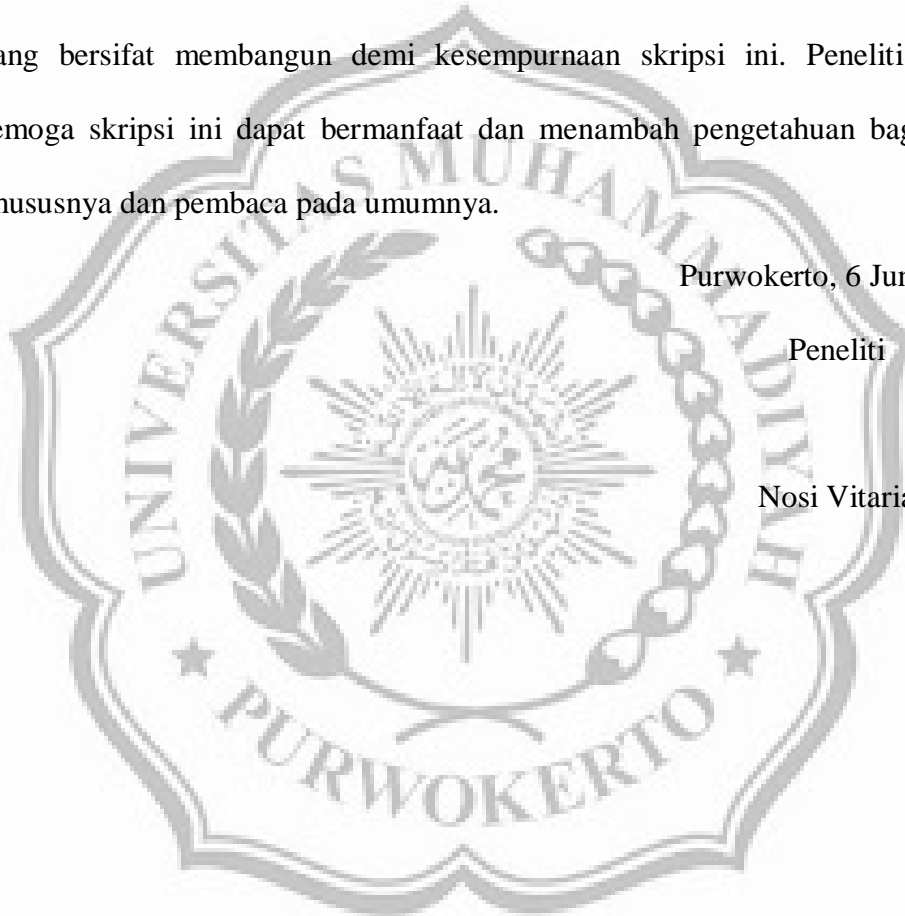 ang bersifat membangun demi kesempurnaan skripsi ini. Peneliti
emoga skripsi ini dapat bermanfaat dan menambah pengetahuan bag
hususnya dan pembaca pada umumnya.
Purwokerto, 6 Jun
Peneliti
Nosi Vitaria
UNIVERSITAS MUHAMMADIYAH
PURWOKERTO